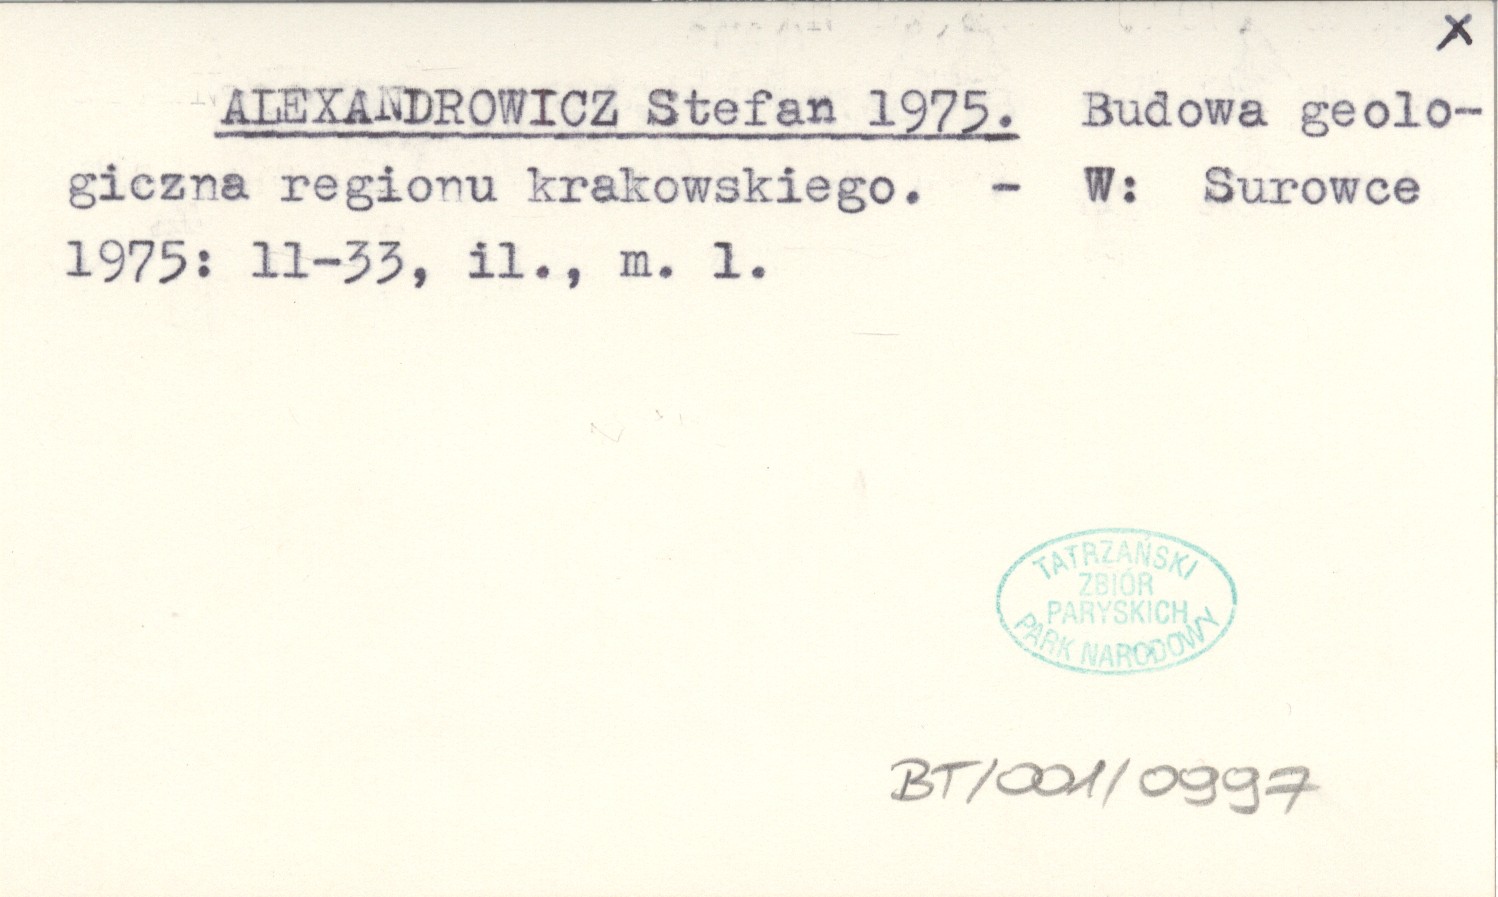 x
ALEXANDROWICZ Stefan 1975. Budowa geolo-
giczna regionu krakowskiego. - W: Surowce
1975: 11-33, il., m. l.
TATRZAŃSKI
ZBIÓR
PARYSKICH
PARK NARODOWY
BT/001/0997